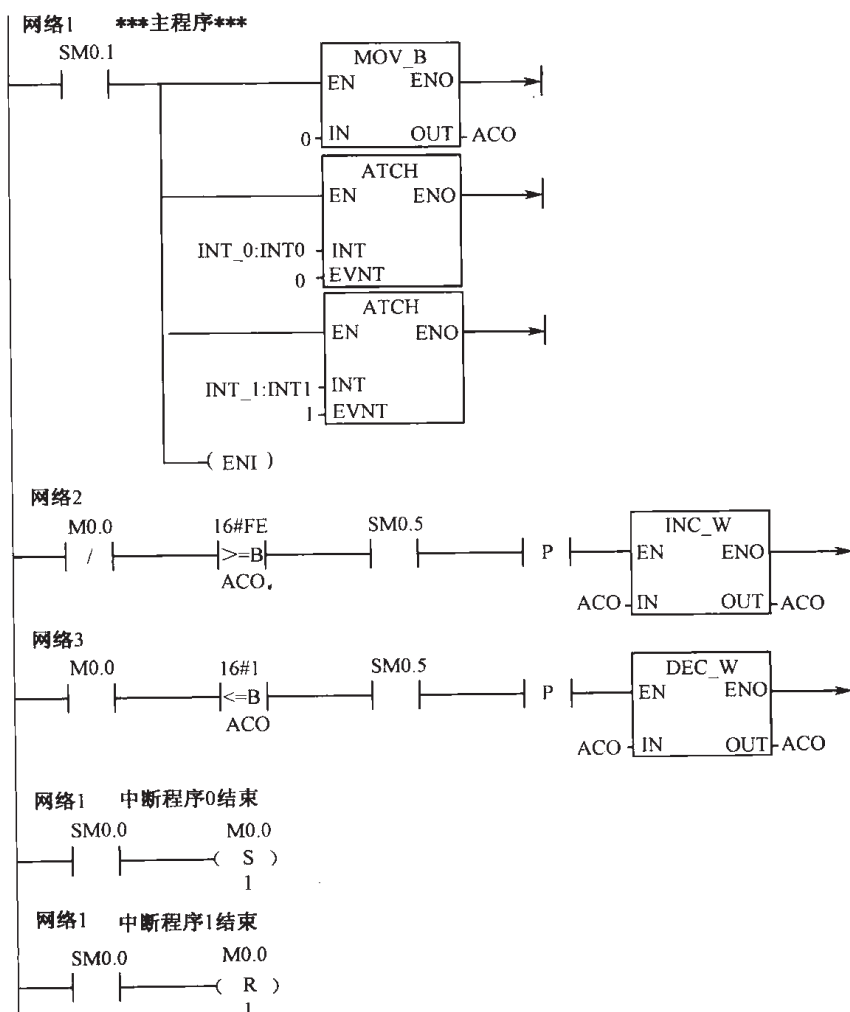 网络1 ***主程序***
SM0.1
MOV_B
EN ENO
0 IN OUT ACO
ATCH
EN ENO
INT_0:INT0 INT
0 EVNT
ATCH
EN ENO
INT_1:INT1 INT
1 EVNT
( ENI )
网络2
M0.0 16#FE SM0.5 INC_W
/ >=B P EN ENO
ACO
ACO IN OUT ACO
网络3
M0.0 16#1 SM0.5 DEC_W
<=B P EN ENO
ACO
ACO IN OUT ACO
网络1 中断程序0结束
SM0.0 M0.0
( S )
1
网络1 中断程序1结束
SM0.0 M0.0
( R )
1